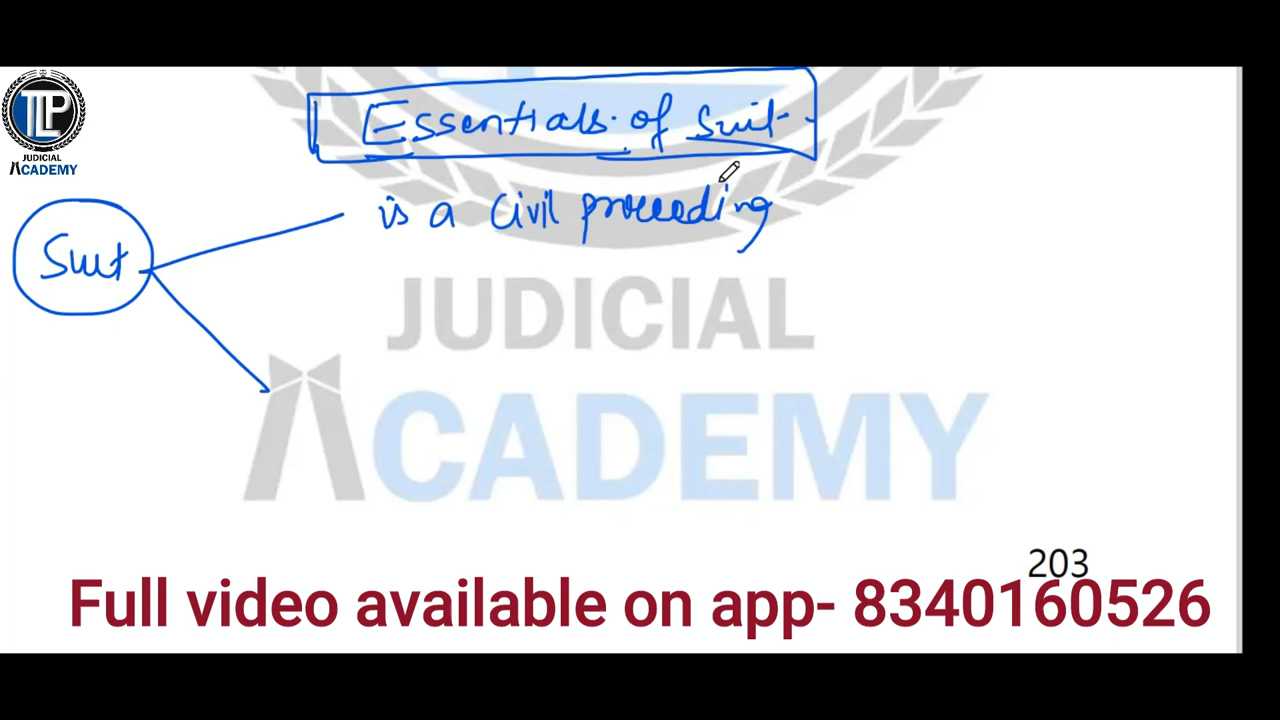 TLP
JUDICIAL
ACADEMY
Essentials of Suit
is a civil proceeding
Suit
JUDICIAL
ACADEMY
203
Full video available on app- 8340160526